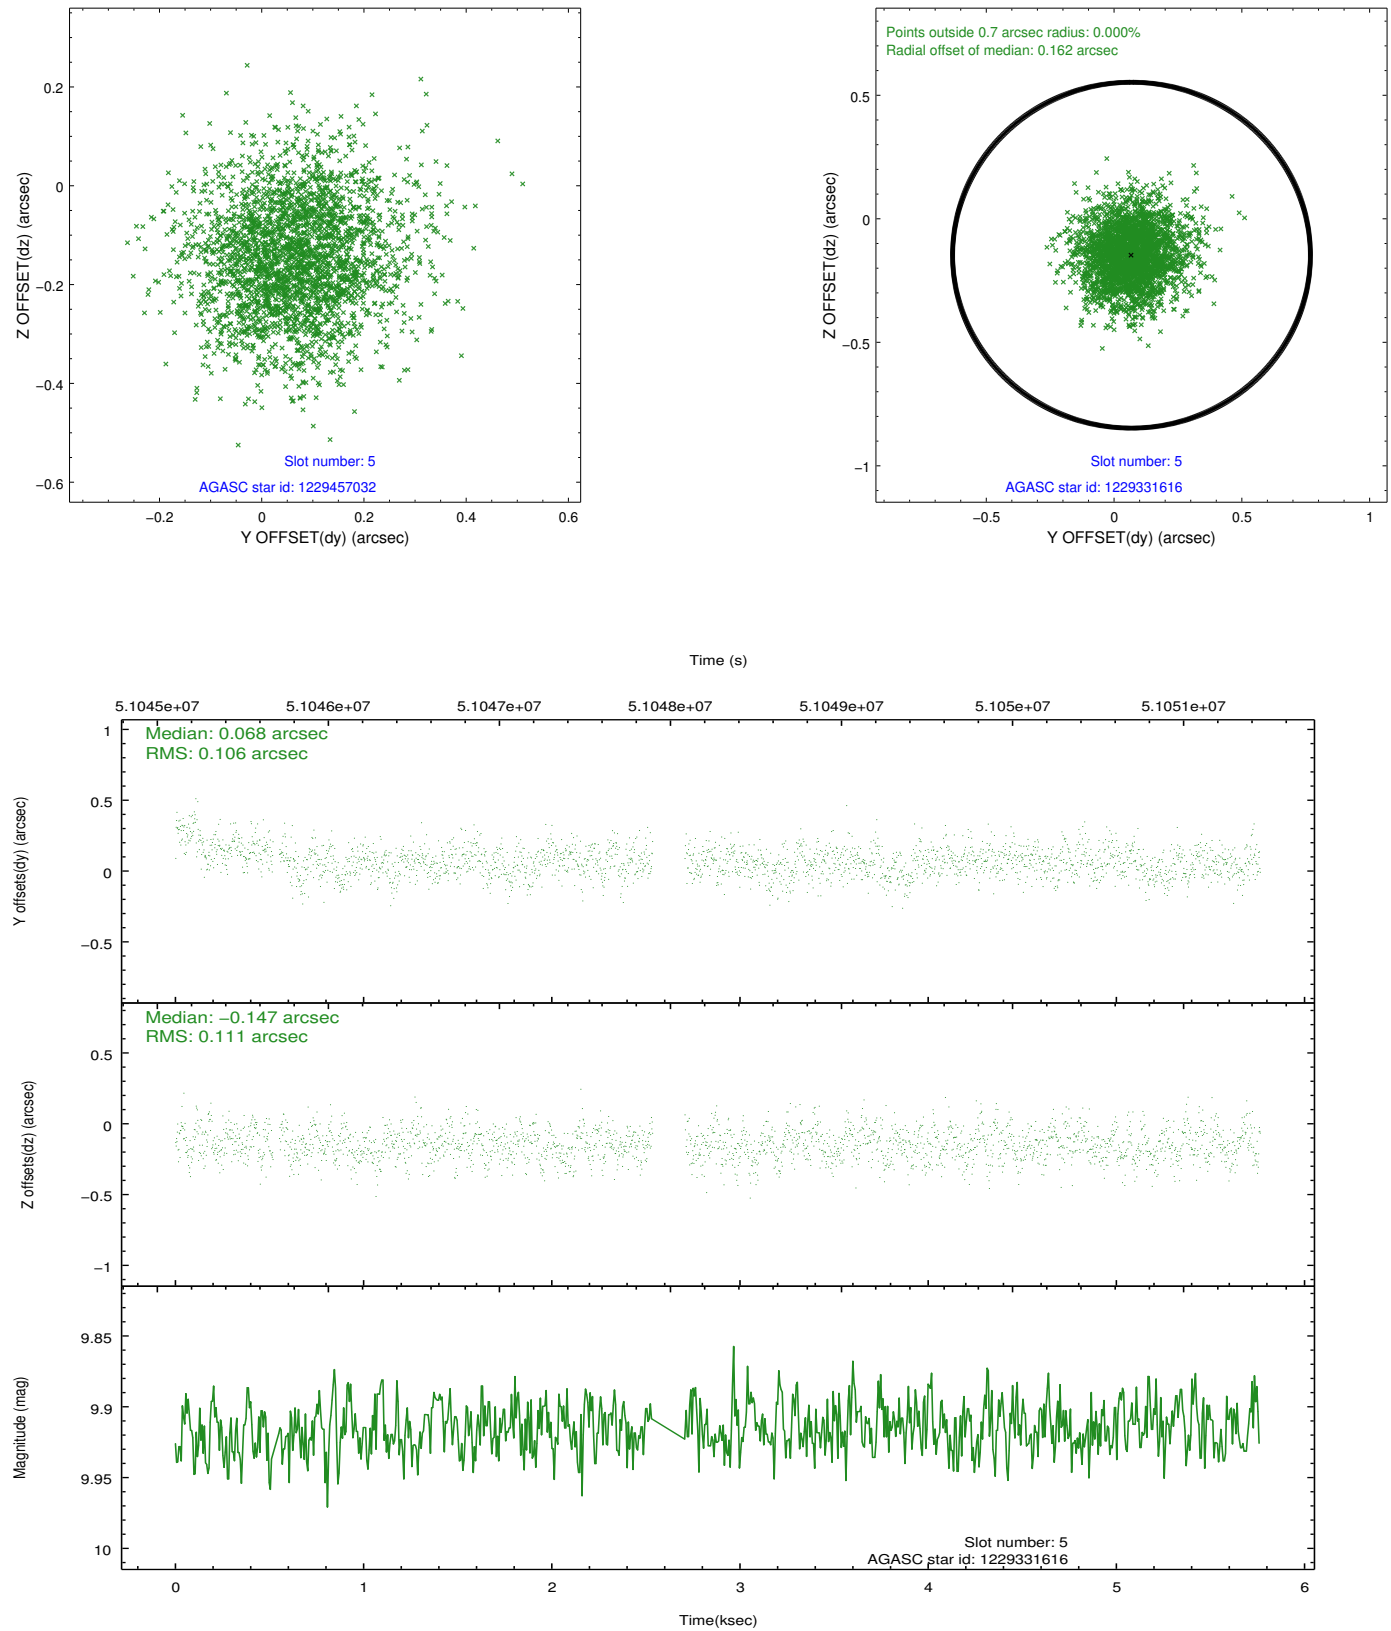 0.2
0
−0.2
−0.4
−0.6
Z OFFSET(dz) (arcsec)
Slot number: 5
AGASC star id: 1229457032
−0.2
0
0.2
0.4
0.6
Y OFFSET(dy) (arcsec)
Points outside 0.7 arcsec radius: 0.000%
Radial offset of median: 0.162 arcsec
0.5
0
−0.5
−1
Z OFFSET(dz) (arcsec)
Slot number: 5
AGASC star id: 1229331616
−0.5
0
0.5
1
Y OFFSET(dy) (arcsec)
Time (s)
5.1045e+07
5.1046e+07
5.1047e+07
5.1048e+07
5.1049e+07
5.105e+07
5.1051e+07
Median: 0.068 arcsec
RMS: 0.106 arcsec
1
0.5
0
−0.5
Y offsets(dy) (arcsec)
Median: −0.147 arcsec
RMS: 0.111 arcsec
0.5
0
−0.5
−1
Z offsets(dz) (arcsec)
9.85
9.9
9.95
10
Magnitude (mag)
Slot number: 5
AGASC star id: 1229331616
0
1
2
3
4
5
6
Time(ksec)